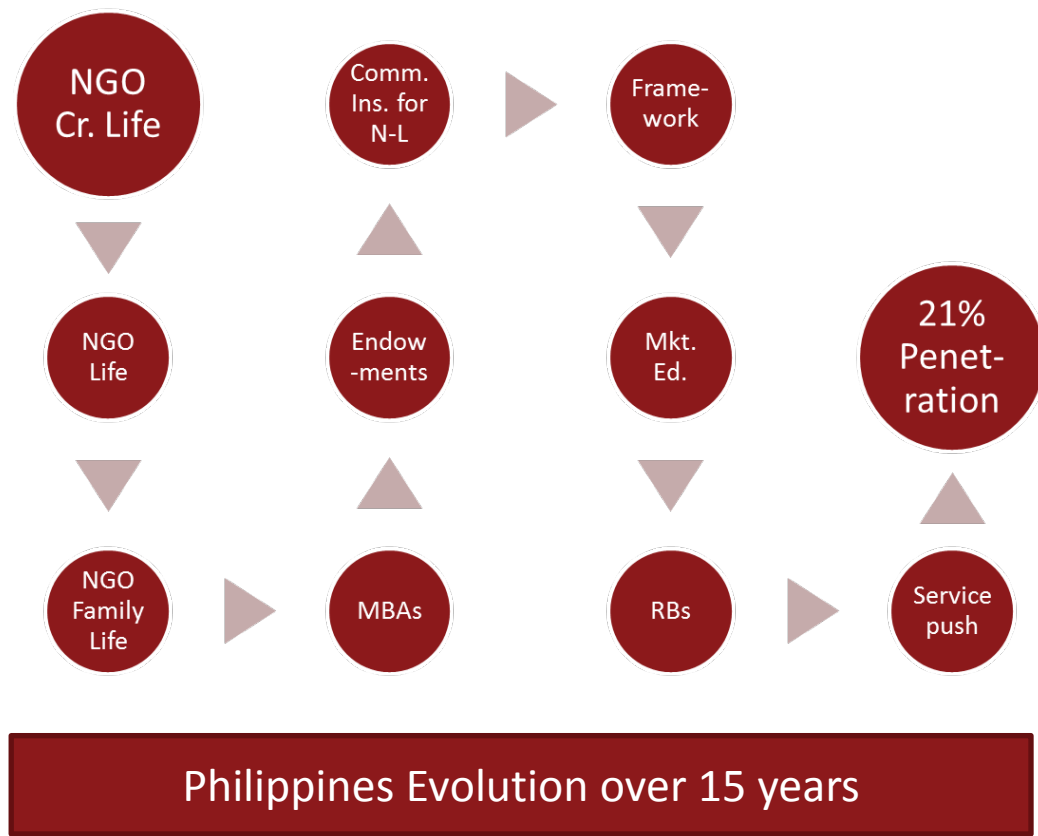 NGO
Cr. Life
NGO
Life
NGO
Family
Life
MBAs
Endow
-ments
Comm.
Ins. for
N-L
Frame-
work
Mkt.
Ed.
RBs
Service
push
21%
Penet-
ration
Philippines Evolution over 15 years